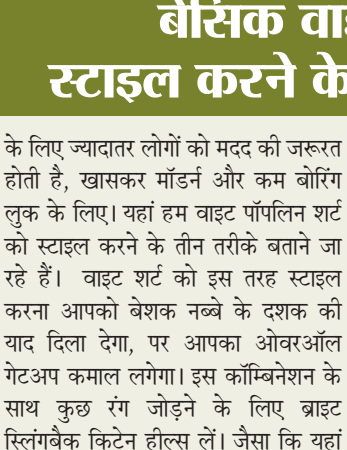 बेसिक वा
स्टाइल करने के
के लिए ज्यादातर लोगों को मदद की जरूरत
होती है, खासकर मॉडर्न और कम बोरिंग
लुक के लिए। यहां हम वाइट पॉपलिन शर्ट
को स्टाइल करने के तीन तरीके बताने जा
रहे हैं। वाइट शर्ट को इस तरह स्टाइल
करना आपको बेशक नब्बे के दशक की
याद दिला देगा, पर आपका ओवरऑल
गेटअप कमाल लगेगा। इस कॉम्बिनेशन के
साथ कुछ रंग जोड़ने के लिए ब्राइट
स्लिंगबैक किटेन हील्स लें। जैसा कि यहां